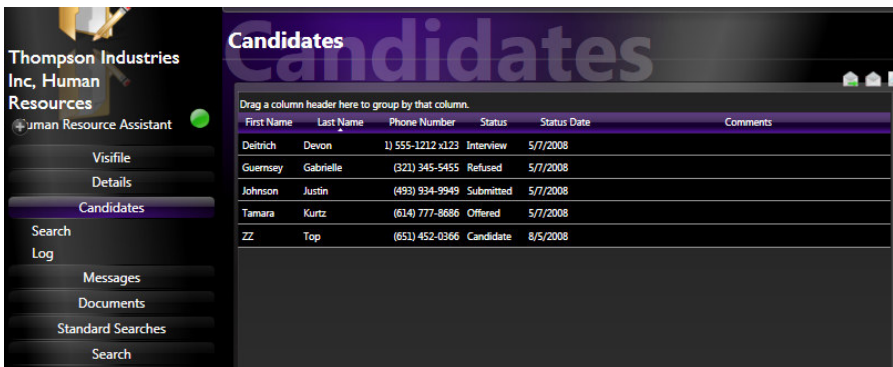 Thompson Industries
Inc, Human
Resources
uman Resource Assistant
Visifile
Details
Candidates
Search
Log
Messages
Documents
Standard Searches
Search
Candidates
Candidates
Drag a column header here to group by that column.
First Name Last Name Phone Number Status Status Date Comments
Deitrich Devon 1) 555-1212 x123 Interview 5/7/2008
Guernsey Gabrielle (321) 345-5455 Refused 5/7/2008
Johnson Justin (493) 934-9949 Submitted 5/7/2008
Tamara Kurtz (614) 777-8686 Offered 5/7/2008
ZZ Top (651) 452-0366 Candidate 8/5/2008